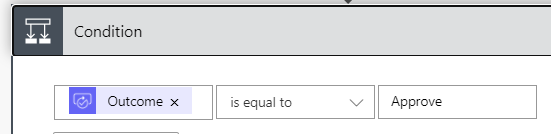 Condition
Outcome × is equal to Approve